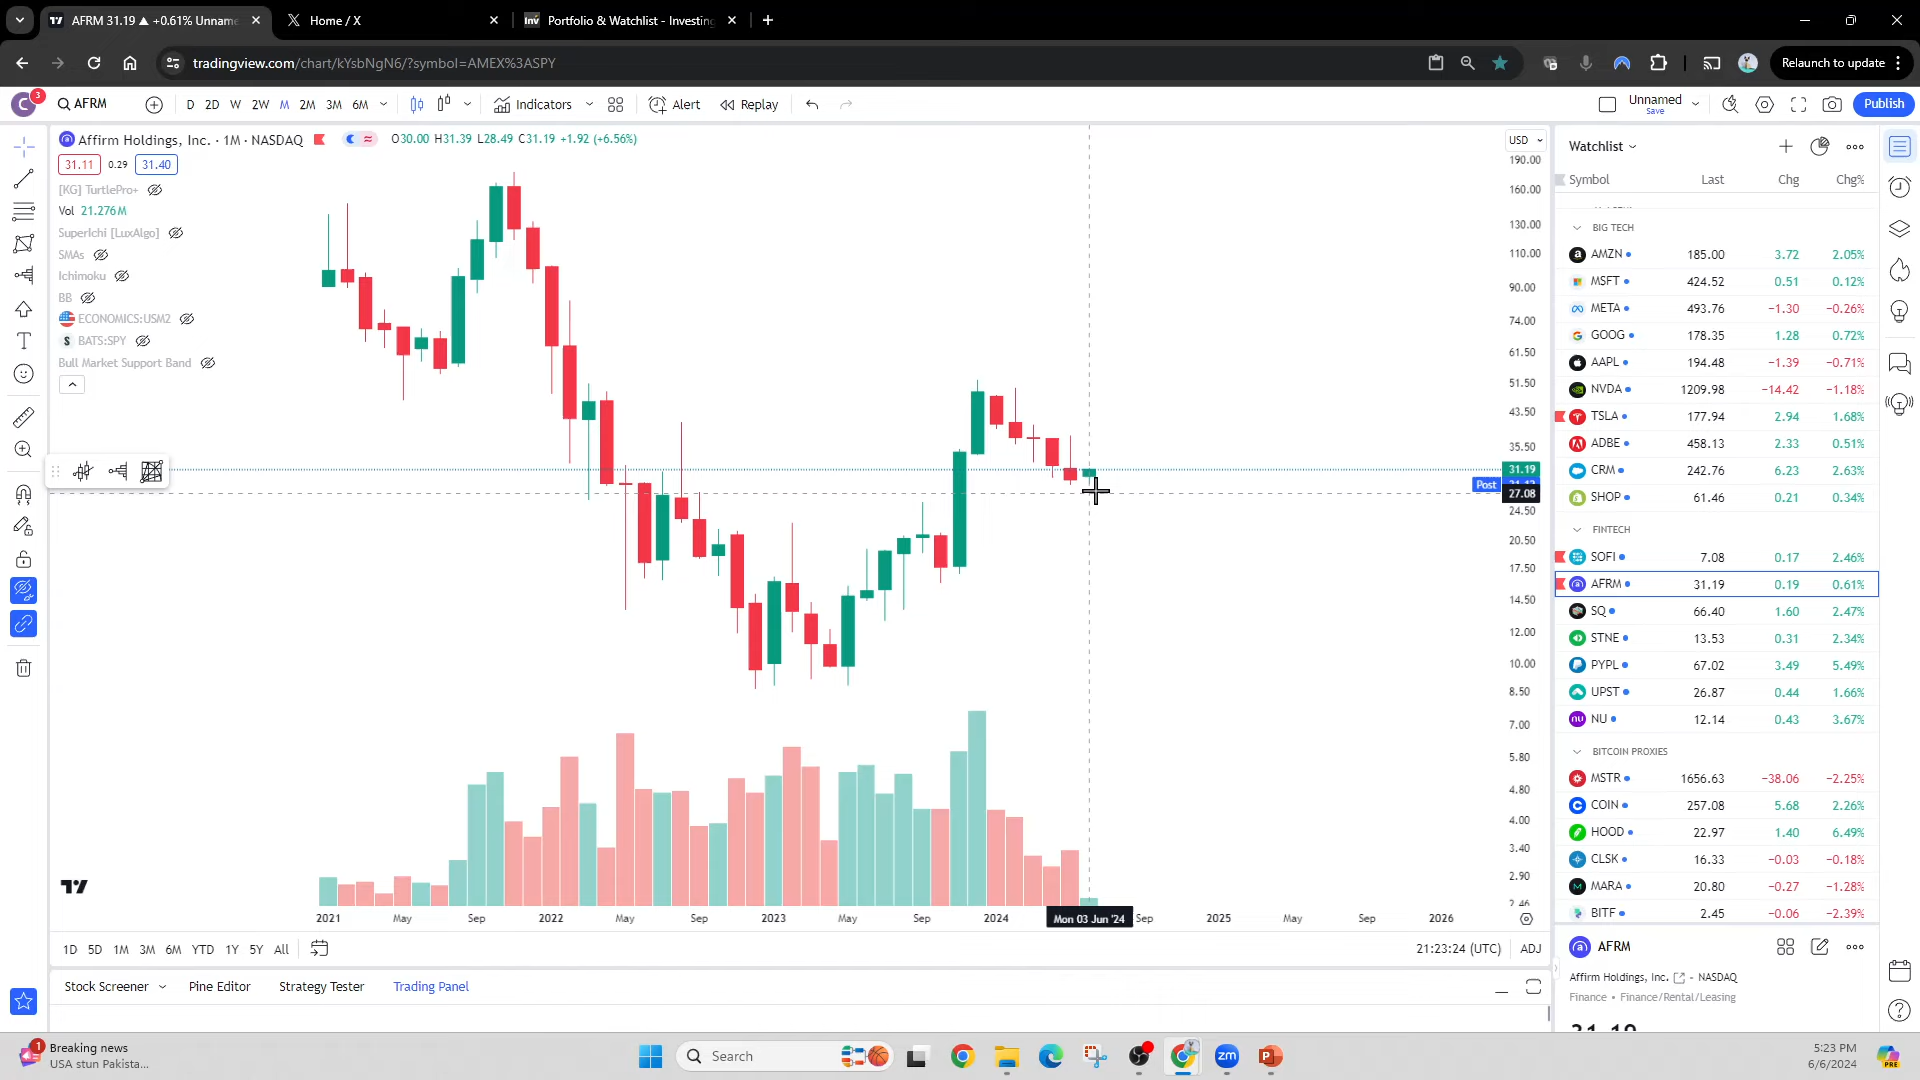 AFRM 31.19 ▲ +0.61% Unname
Home / X
Portfolio & Watchlist - Investing
tradingview.com/chart/kYsbNgN6/?symbol=AMEX%3ASPY
Relaunch to update
C 3
AFRM
D 2D W 2W M 2M 3M 6M
Indicators
Alert
Replay
Unnamed
Save
Publish
Affirm Holdings, Inc. · 1M · NASDAQ
O30.00 H31.39 L28.49 C31.19 +1.92 (+6.56%)
31.11 0.29 31.40
[KG] TurtlePro+
Vol 21.276M
SuperIchi [LuxAlgo]
SMAs
Ichimoku
BB
ECONOMICS:USM2
BATS:SPY
Bull Market Support Band
USD
190.00
160.00
130.00
110.00
90.00
74.00
61.50
51.50
43.50
35.50
31.19
Post
27.08
24.50
20.50
17.50
14.50
12.00
10.00
8.50
7.00
5.80
4.80
4.00
3.40
2.90
2.46
2021 May Sep 2022 May Sep 2023 May Sep 2024 Mon 03 Jun '24 Sep 2025 May Sep 2026
1D 5D 1M 3M 6M YTD 1Y 5Y All
21:23:24 (UTC) ADJ
Stock Screener
Pine Editor
Strategy Tester
Trading Panel
Watchlist
Symbol Last Chg Chg%
BIG TECH
AMZN 185.00 3.72 2.05%
MSFT 424.52 0.51 0.12%
META 493.76 −1.30 −0.26%
GOOG 178.35 1.28 0.72%
AAPL 194.48 −1.39 −0.71%
NVDA 1209.98 −14.42 −1.18%
TSLA 177.94 2.94 1.68%
ADBE 458.13 2.33 0.51%
CRM 242.76 6.23 2.63%
SHOP 61.46 0.21 0.34%
FINTECH
SOFI 7.08 0.17 2.46%
AFRM 31.19 0.19 0.61%
SQ 66.40 1.60 2.47%
STNE 13.53 0.31 2.34%
PYPL 67.02 3.49 5.49%
UPST 26.87 0.44 1.66%
NU 12.14 0.43 3.67%
BITCOIN PROXIES
MSTR 1656.63 −38.06 −2.25%
COIN 257.08 5.68 2.26%
HOOD 22.97 1.40 6.49%
CLSK 16.33 −0.03 −0.18%
MARA 20.80 −0.27 −1.28%
BITF 2.45 −0.06 −2.39%
AFRM
Affirm Holdings, Inc. · NASDAQ
Finance • Finance/Rental/Leasing
31.19
1 Breaking news
USA stun Pakista...
Search
5:23 PM
6/6/2024